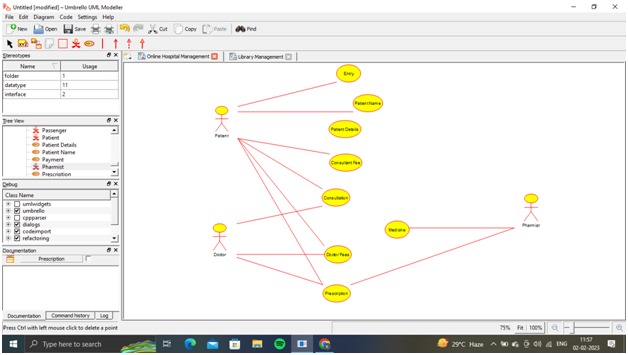 Untitled [modified] - Umbrello UML Modeller
File Edit Diagram Code Settings Help
New Open Save Cut Copy Paste Find
Stereotypes
Name Usage
folder 1
datatype 11
interface 2
Tree View
Passenger
Patient
Patient Details
Patient Name
Payment
Pharmist
Prescription
Debug
Class Name
umlwidgets
umbrello
cppparser
dialogs
codeimport
refactoring
Documentation
Prescription
Documentation Command history Log
Online Hospital Management Library Management
Entry
Patient Name
Patient
Patient Details
Consultant Fee
Consultation
Pharmist
Medicine
Doctor
Doctor Fees
Prescription
Press Ctrl with left mouse click to delete a point
75% Fit 100%
Type here to search
29°C Haze
ENG
11:57
02-02-2023